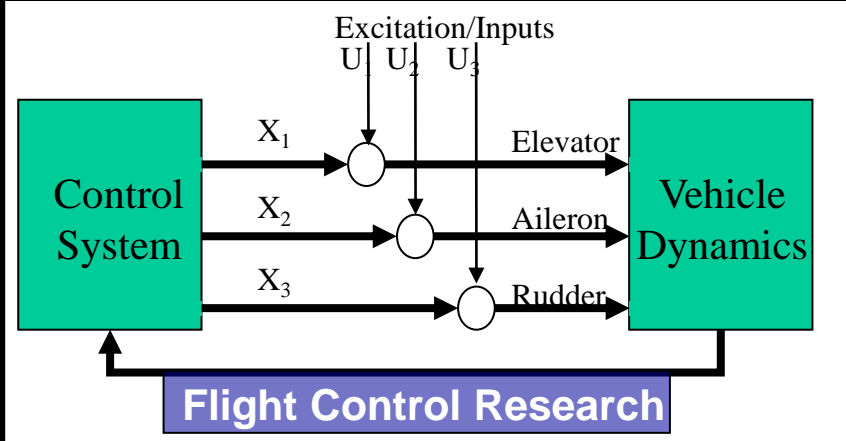 Excitation/Inputs
U₁ U₂ U₃
X₁
Elevator
Control
System
X₂
Aileron
Vehicle
Dynamics
X₃
Rudder
Flight Control Research